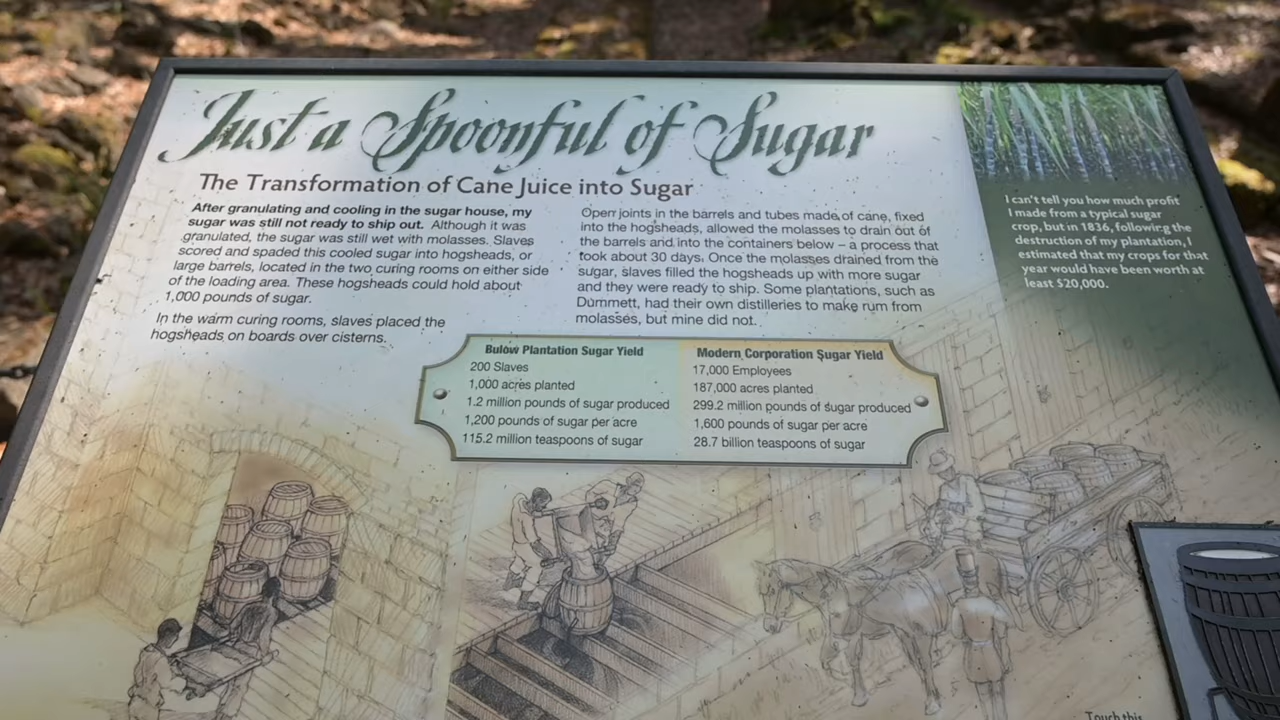 Just a Spoonful of Sugar
The Transformation of Cane Juice into Sugar
After granulating and cooling in the sugar house, my
sugar was still not ready to ship out. Although it was
granulated, the sugar was still wet with molasses. Slaves
scored and spaded this cooled sugar into hogsheads, or
large barrels, located in the two curing rooms on either side
of the loading area. These hogsheads could hold about
1,000 pounds of sugar.
In the warm curing rooms, slaves placed the
hogsheads on boards over cisterns.
Open joints in the barrels and tubes made of cane, fixed
into the hogsheads, allowed the molasses to drain out of
the barrels and into the containers below – a process that
took about 30 days. Once the molasses drained from the
sugar, slaves filled the hogsheads up with more sugar
and they were ready to ship. Some plantations, such as
Dummett, had their own distilleries to make rum from
molasses, but mine did not.
I can't tell you how much profit
I made from a typical sugar
crop, but in 1836, following the
destruction of my plantation, I
estimated that my crops for that
year would have been worth at
least $20,000.
Bulow Plantation Sugar Yield
200 Slaves
1,000 acres planted
1.2 million pounds of sugar produced
1,200 pounds of sugar per acre
115.2 million teaspoons of sugar
Modern Corporation Sugar Yield
17,000 Employees
187,000 acres planted
299.2 million pounds of sugar produced
1,600 pounds of sugar per acre
28.7 billion teaspoons of sugar
Touch this